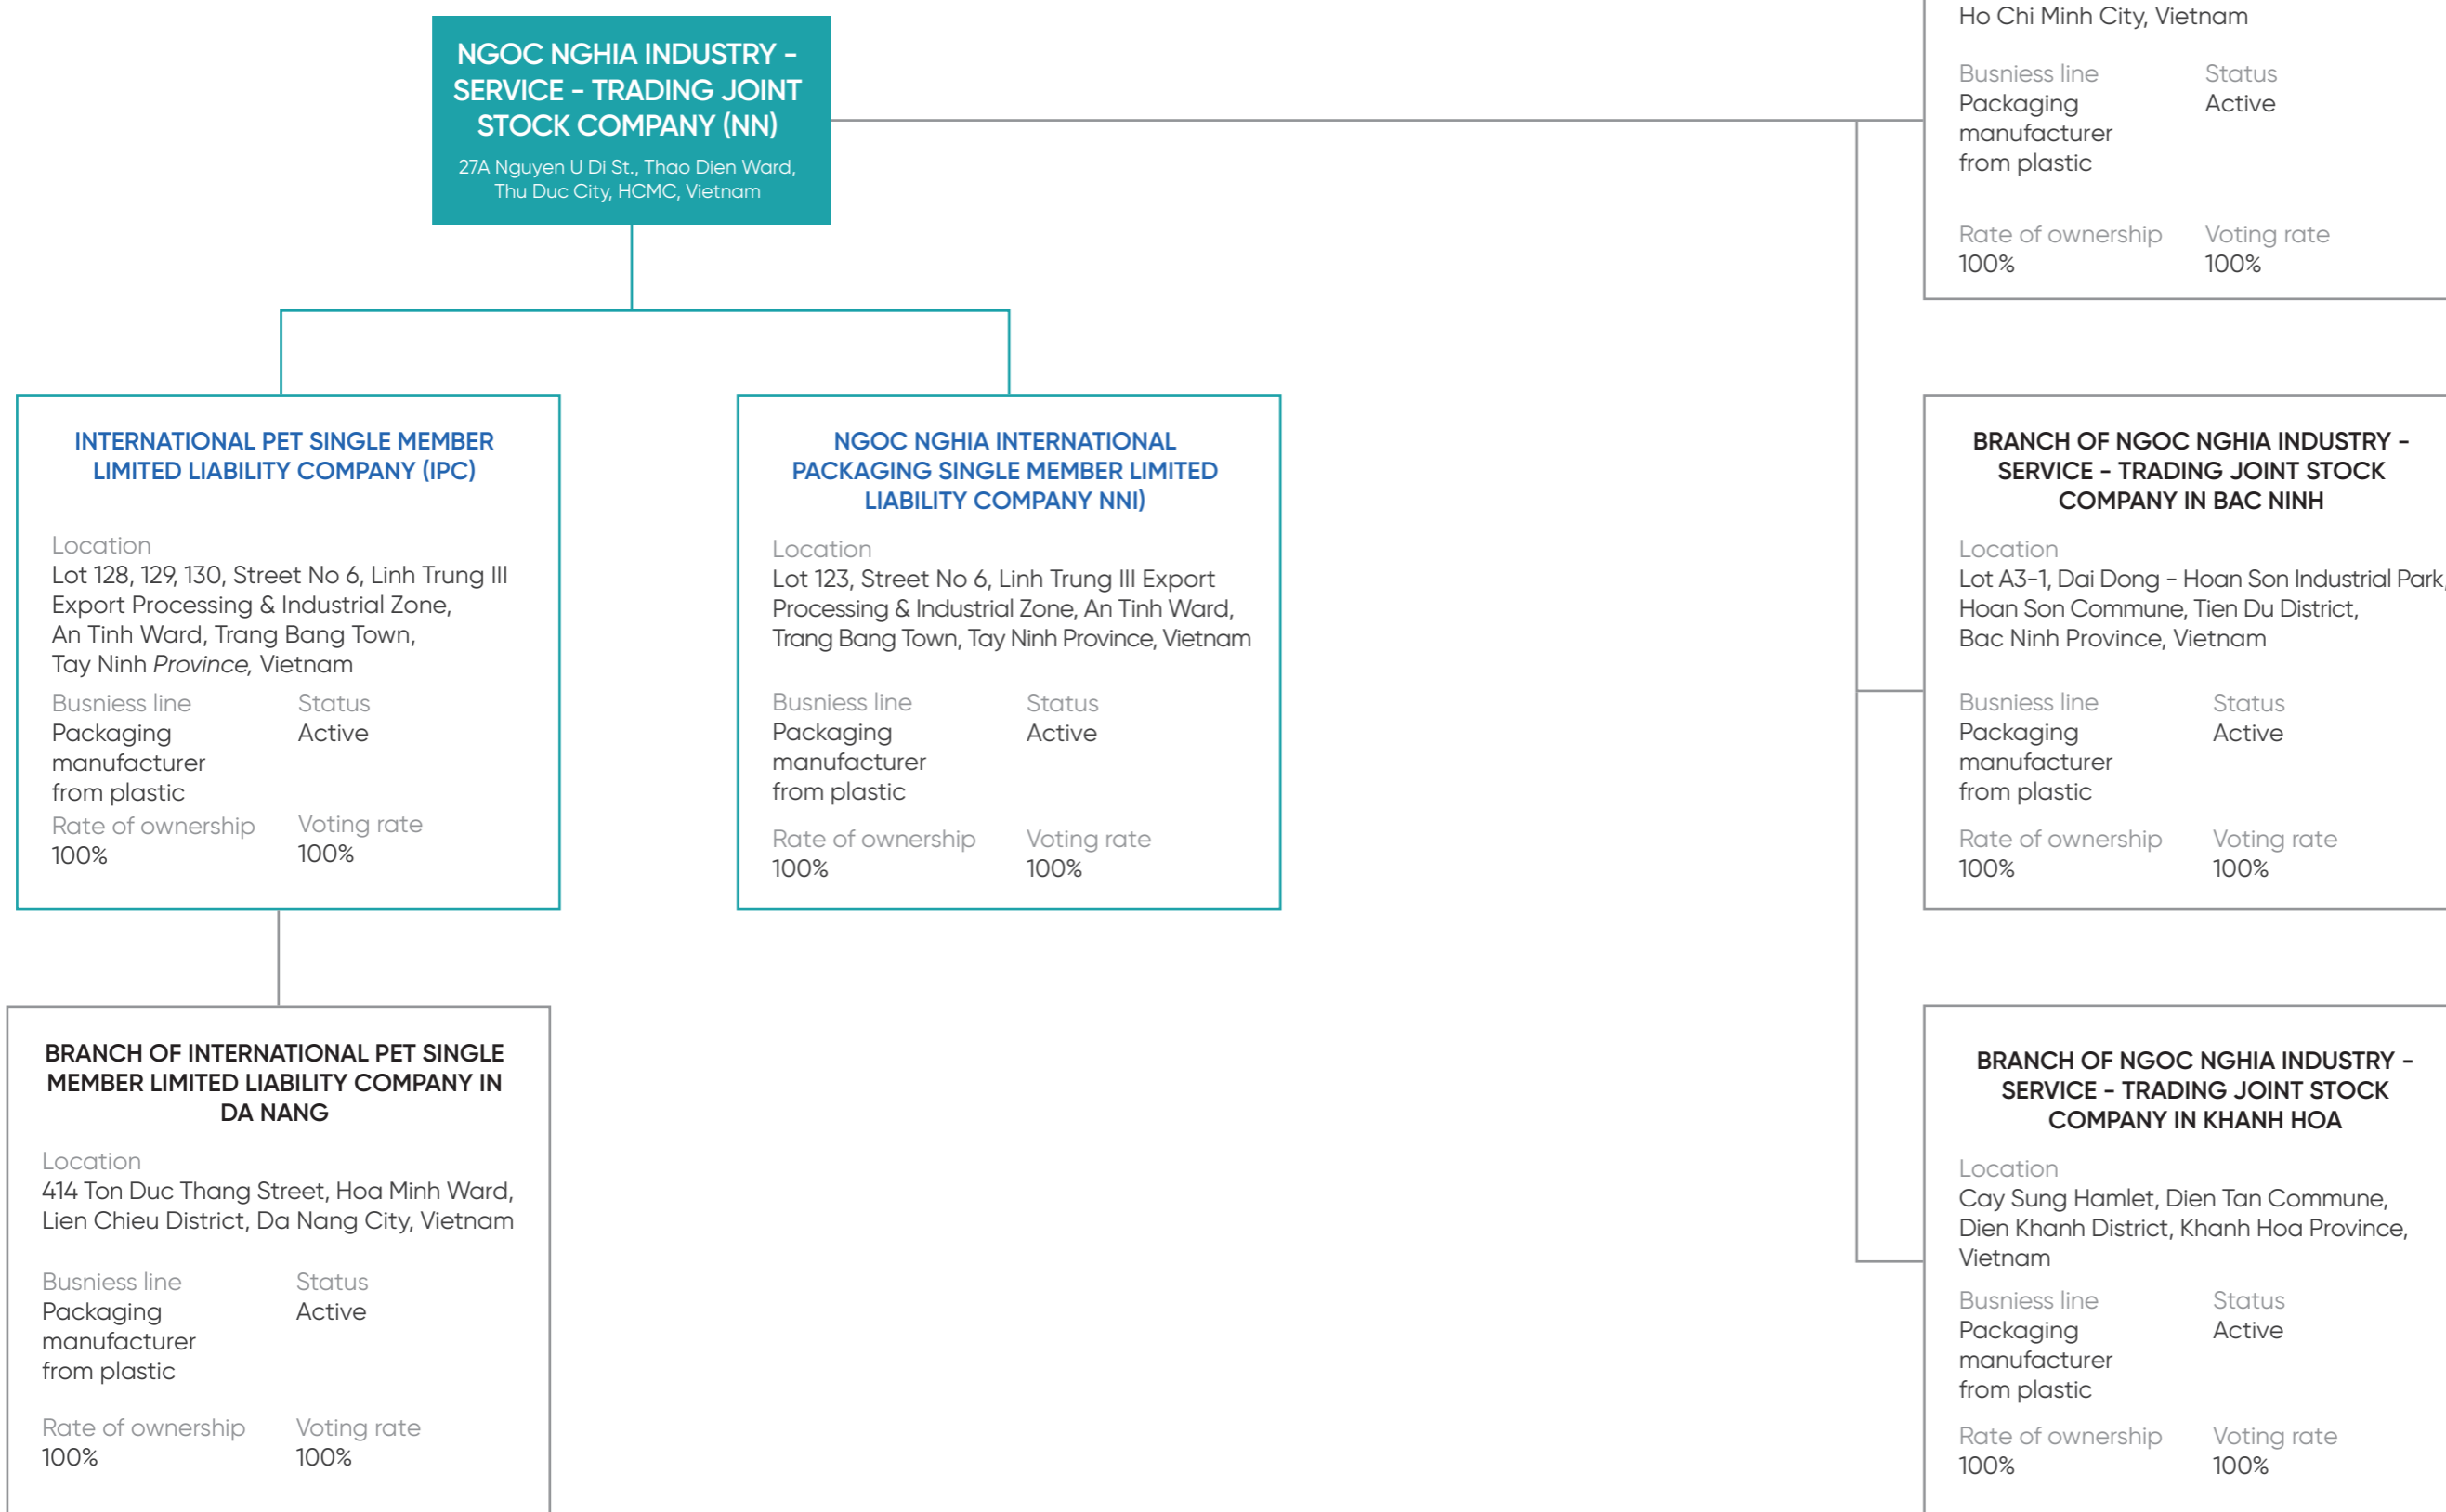 NGOC NGHIA INDUSTRY -
SERVICE - TRADING JOINT
STOCK COMPANY (NN)
27A Nguyen U Di St., Thao Dien Ward,
Thu Duc City, HCMC, Vietnam
INTERNATIONAL PET SINGLE MEMBER
LIMITED LIABILITY COMPANY (IPC)
Location
Lot 128, 129, 130, Street No 6, Linh Trung III
Export Processing & Industrial Zone,
An Tinh Ward, Trang Bang Town,
Tay Ninh Province, Vietnam
Busniess line
Packaging
manufacturer
from plastic
Status
Active
Rate of ownership
100%
Voting rate
100%
NGOC NGHIA INTERNATIONAL
PACKAGING SINGLE MEMBER LIMITED
LIABILITY COMPANY NNI)
Location
Lot 123, Street No 6, Linh Trung III Export
Processing & Industrial Zone, An Tinh Ward,
Trang Bang Town, Tay Ninh Province, Vietnam
Busniess line
Packaging
manufacturer
from plastic
Status
Active
Rate of ownership
100%
Voting rate
100%
BRANCH OF INTERNATIONAL PET SINGLE
MEMBER LIMITED LIABILITY COMPANY IN
DA NANG
Location
414 Ton Duc Thang Street, Hoa Minh Ward,
Lien Chieu District, Da Nang City, Vietnam
Busniess line
Packaging
manufacturer
from plastic
Status
Active
Rate of ownership
100%
Voting rate
100%
Ho Chi Minh City, Vietnam
Busniess line
Packaging
manufacturer
from plastic
Status
Active
Rate of ownership
100%
Voting rate
100%
BRANCH OF NGOC NGHIA INDUSTRY -
SERVICE - TRADING JOINT STOCK
COMPANY IN BAC NINH
Location
Lot A3-1, Dai Dong - Hoan Son Industrial Park,
Hoan Son Commune, Tien Du District,
Bac Ninh Province, Vietnam
Busniess line
Packaging
manufacturer
from plastic
Status
Active
Rate of ownership
100%
Voting rate
100%
BRANCH OF NGOC NGHIA INDUSTRY -
SERVICE - TRADING JOINT STOCK
COMPANY IN KHANH HOA
Location
Cay Sung Hamlet, Dien Tan Commune,
Dien Khanh District, Khanh Hoa Province,
Vietnam
Busniess line
Packaging
manufacturer
from plastic
Status
Active
Rate of ownership
100%
Voting rate
100%